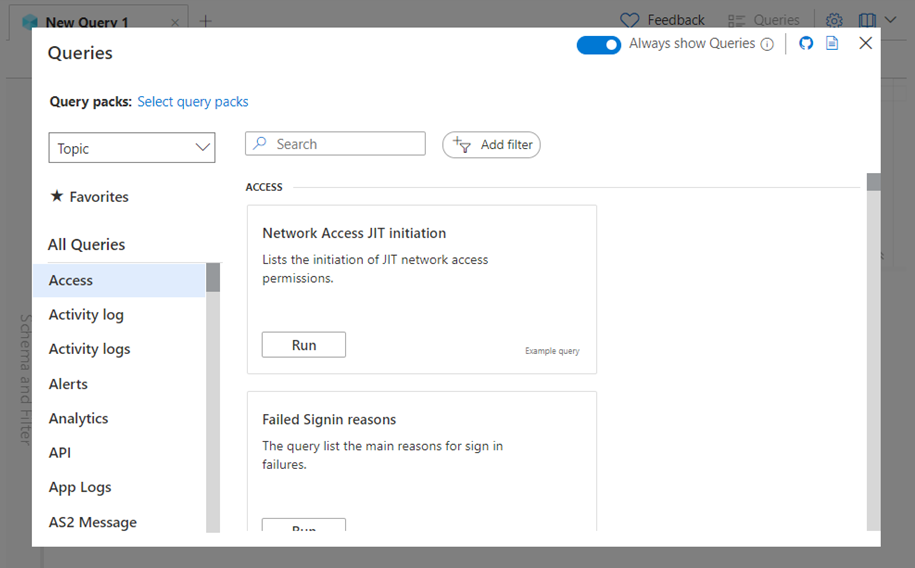 New Query 1
Feedback
Queries
Queries
Always show Queries
Query packs: Select query packs
Topic
Search
Add filter
Favorites
All Queries
Access
Activity log
Activity logs
Alerts
Analytics
API
App Logs
AS2 Message
ACCESS
Network Access JIT initiation
Lists the initiation of JIT network access
permissions.
Run
Example query
Failed Signin reasons
The query list the main reasons for sign in
failures.
Run
Schema and Filter